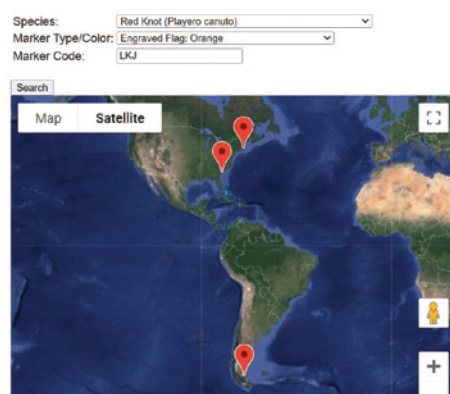 Species: Red Knot (Playero canuto)
Marker Type/Color: Engraved Flag: Orange
Marker Code: LKJ
Search
Map Satellite
+